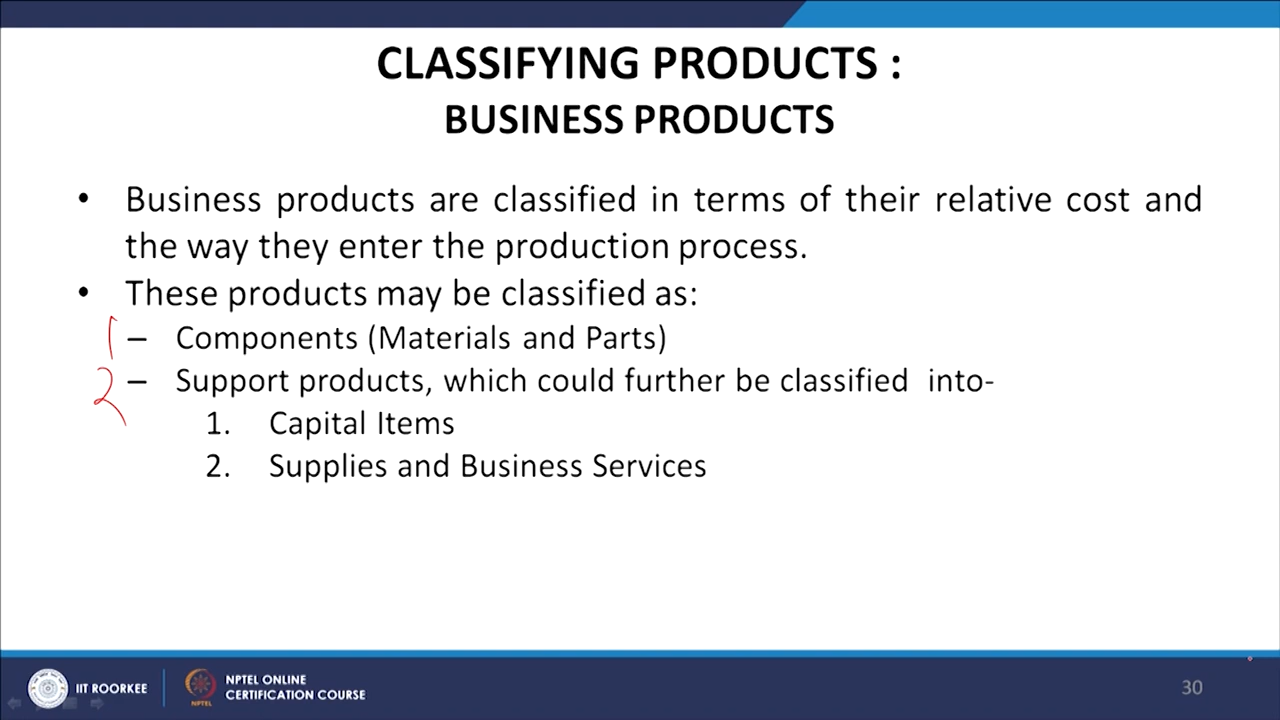 CLASSIFYING PRODUCTS :
BUSINESS PRODUCTS
• Business products are classified in terms of their relative cost and
the way they enter the production process.
• These products may be classified as:
1 – Components (Materials and Parts)
2 – Support products, which could further be classified into-
1. Capital Items
2. Supplies and Business Services
IIT ROORKEE
NPTEL
NPTEL ONLINE
CERTIFICATION COURSE
30